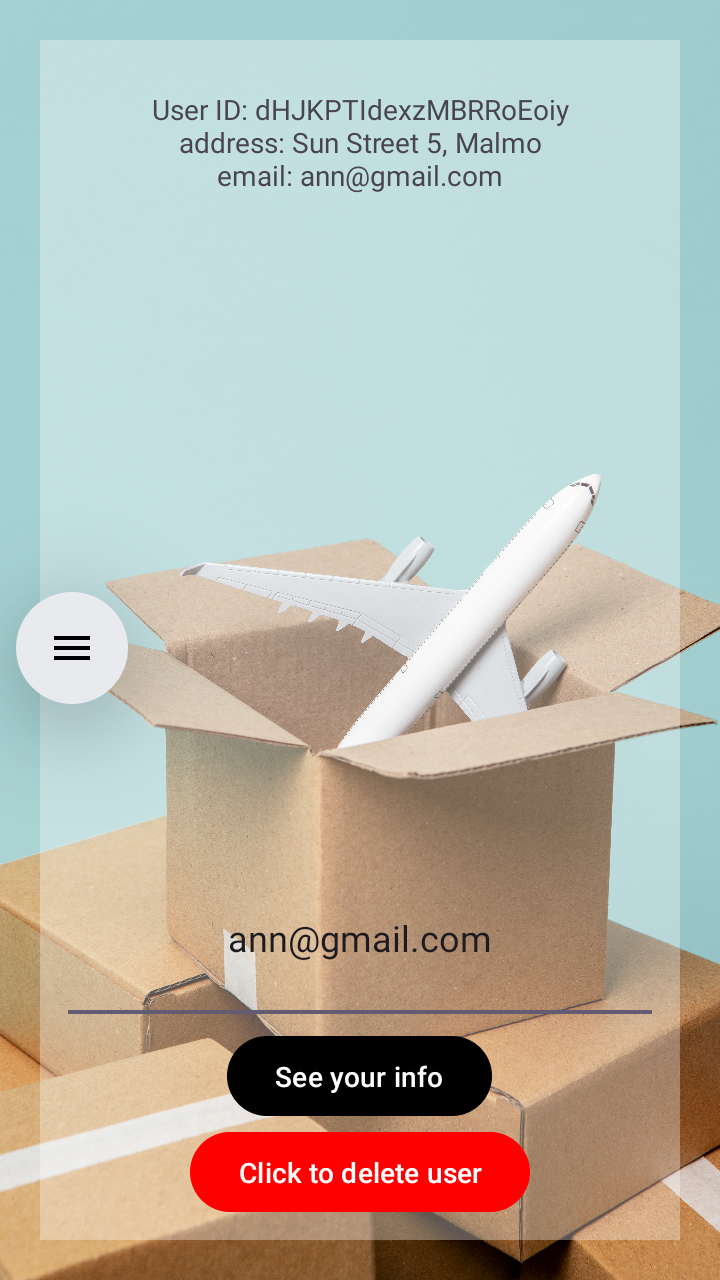 User ID: dHJKPTIdexzMBRRoEoiy
address: Sun Street 5, Malmo
email: ann@gmail.com
ann@gmail.com
See your info
Click to delete user